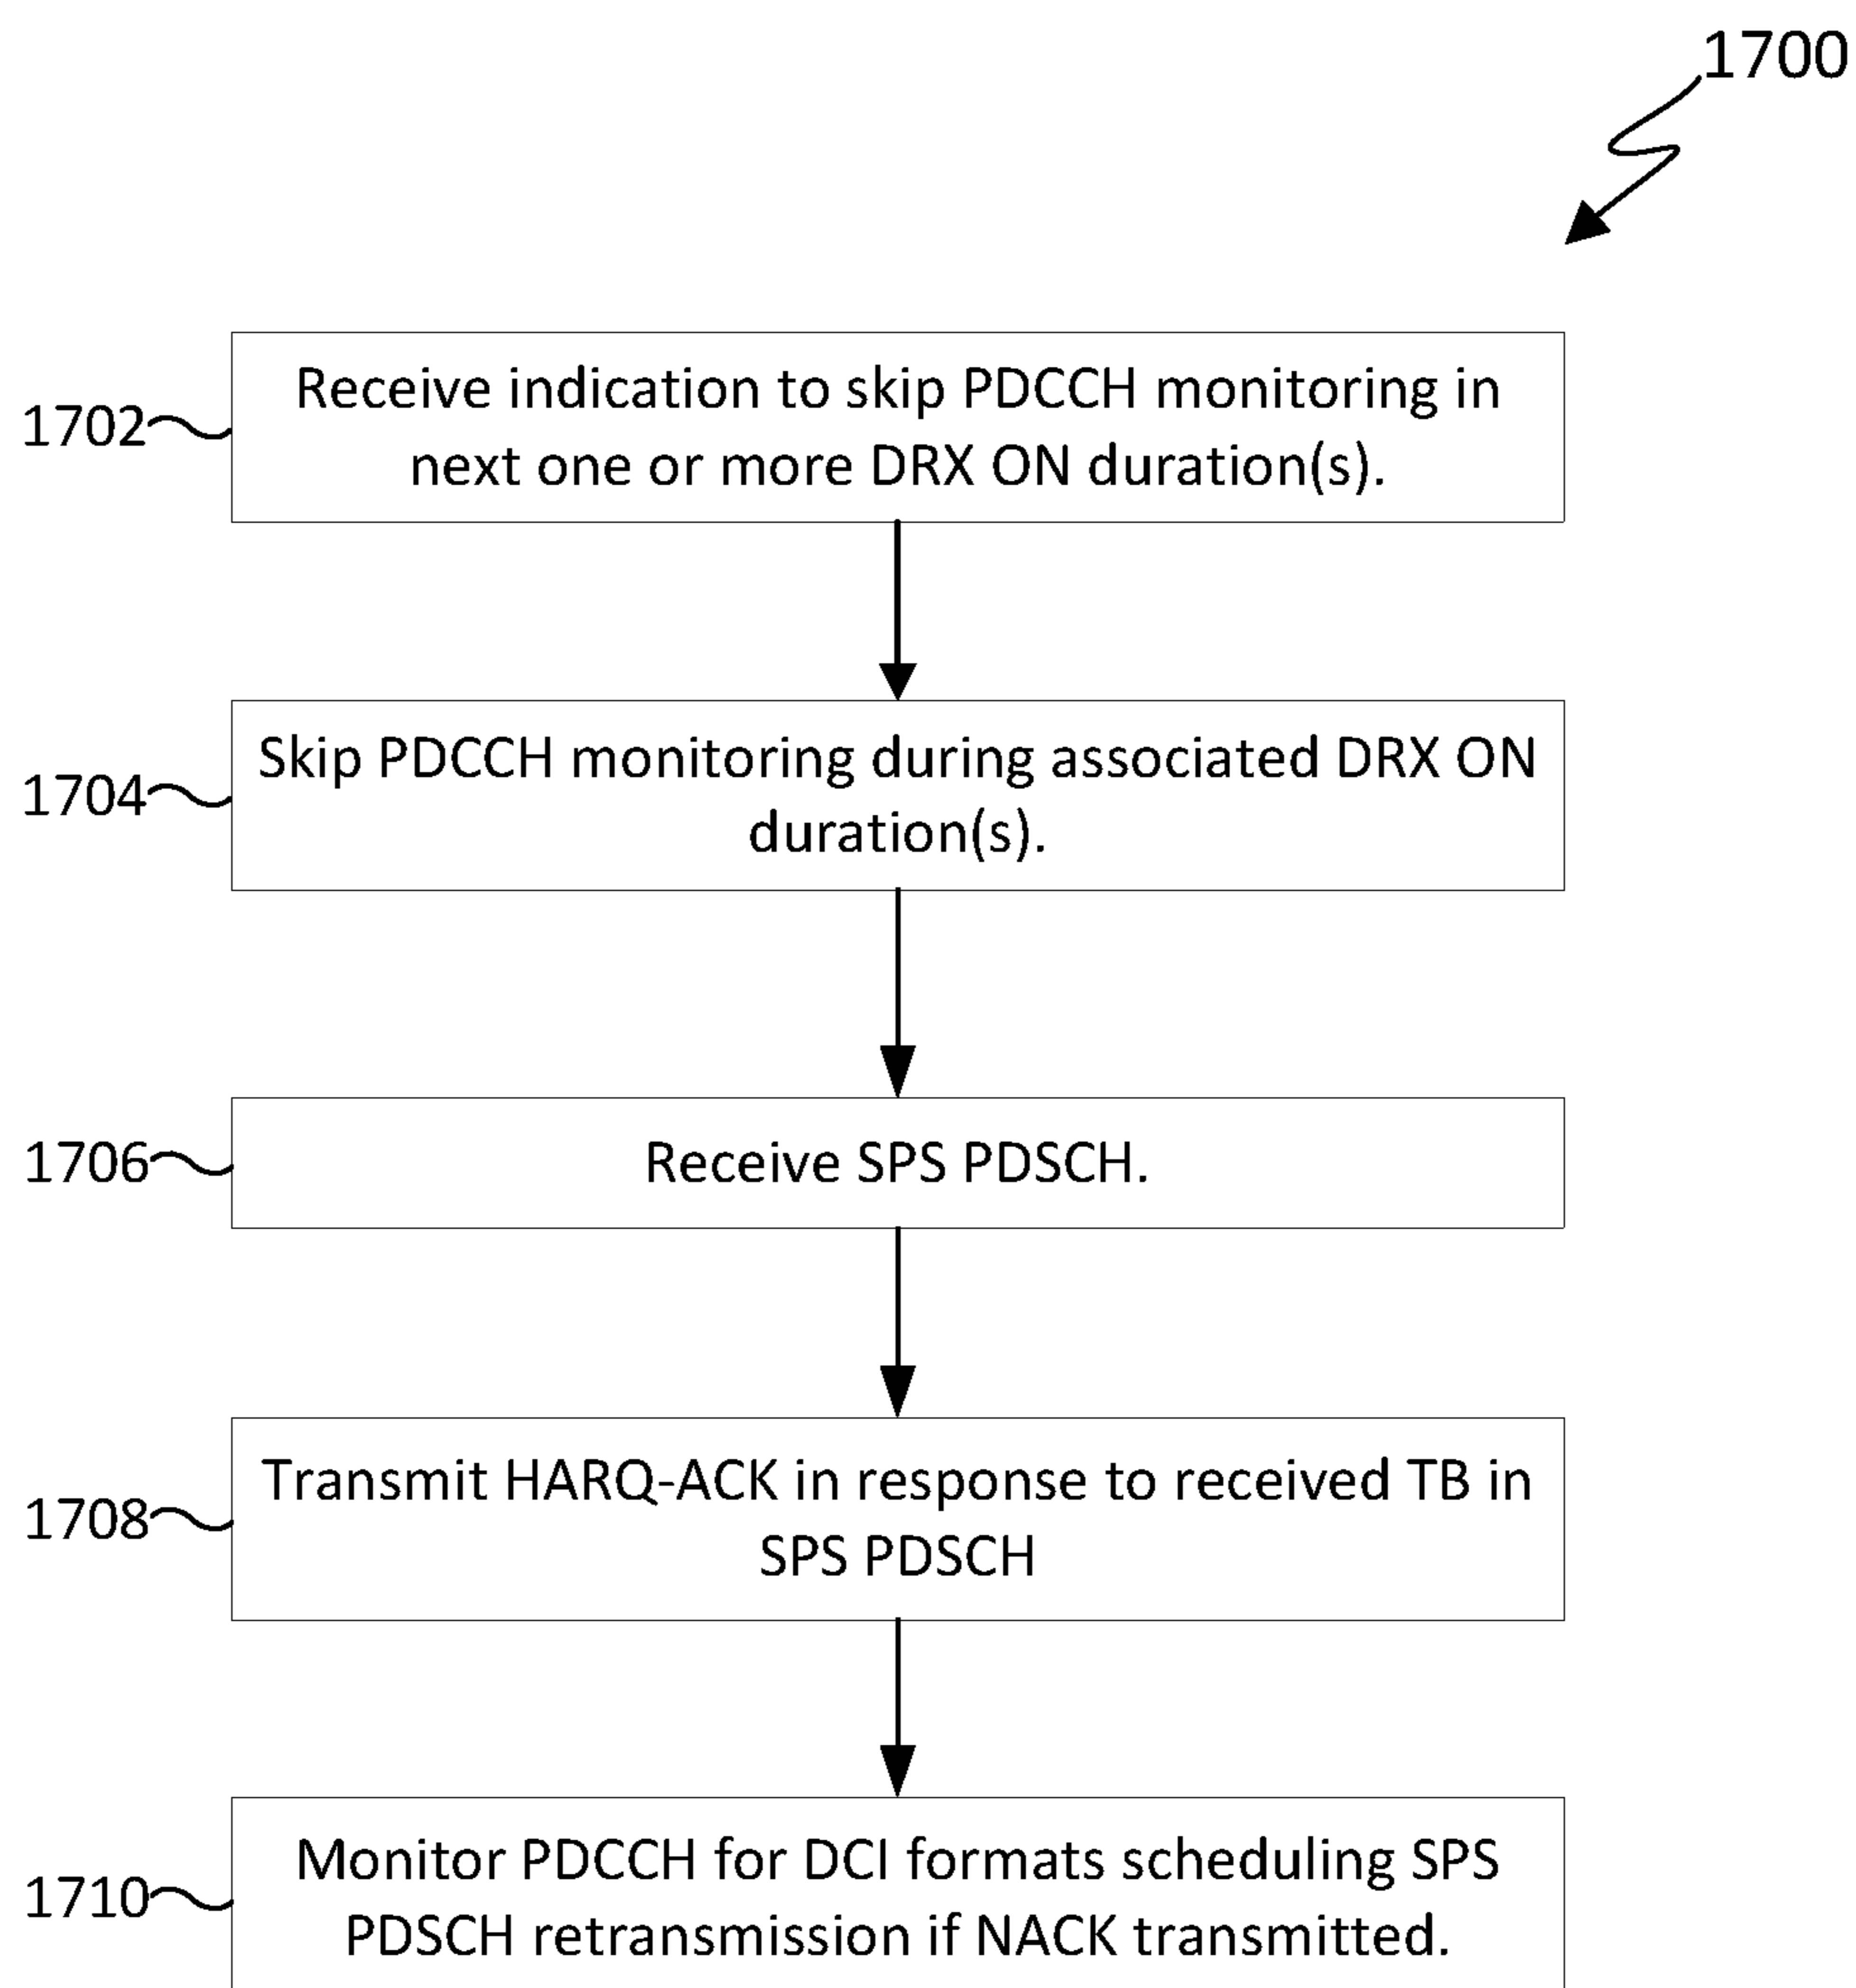 1700
1702
Receive indication to skip PDCCH monitoring in
next one or more DRX ON duration(s).
1704
Skip PDCCH monitoring during associated DRX ON
duration(s).
1706
Receive SPS PDSCH.
1708
Transmit HARQ-ACK in response to received TB in
SPS PDSCH
1710
Monitor PDCCH for DCI formats scheduling SPS
PDSCH retransmission if NACK transmitted.